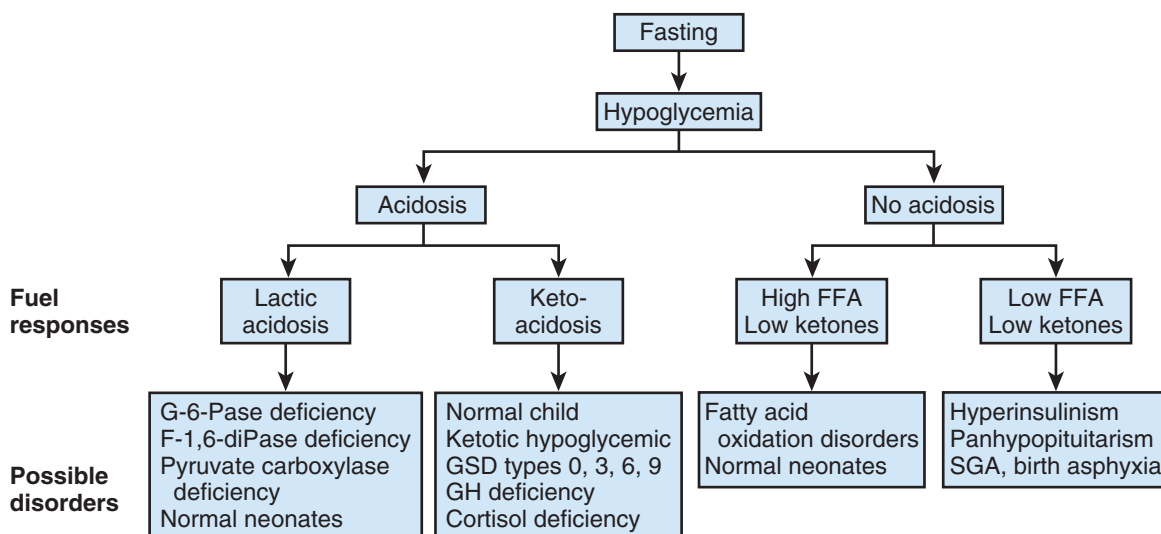 Fasting
Hypoglycemia
Acidosis
No acidosis
Fuel
responses
Lactic
acidosis
Keto-
acidosis
High FFA
Low ketones
Low FFA
Low ketones
Possible
disorders
G-6-Pase deficiency
F-1,6-diPase deficiency
Pyruvate carboxylase
deficiency
Normal neonates
Normal child
Ketotic hypoglycemic
GSD types 0, 3, 6, 9
GH deficiency
Cortisol deficiency
Fatty acid
oxidation disorders
Normal neonates
Hyperinsulinism
Panhypopituitarism
SGA, birth asphyxia